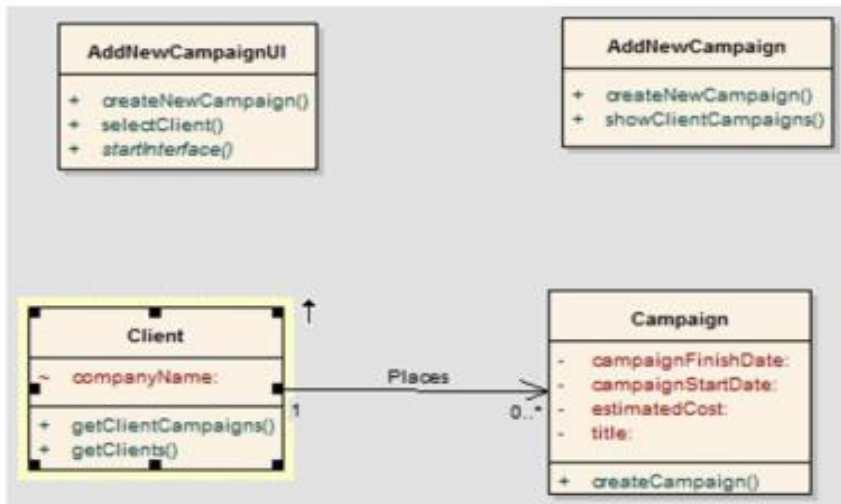 AddNewCampaignUI
+ createNewCampaign()
+ selectClient()
+ startInterface()
AddNewCampaign
+ createNewCampaign()
+ showClientCampaigns()
Client
~ companyName:
+ getClientCampaigns()
+ getClients()
Places
1
0..*
Campaign
- campaignFinishDate:
- campaignStartDate:
- estimatedCost:
- title:
+ createCampaign()